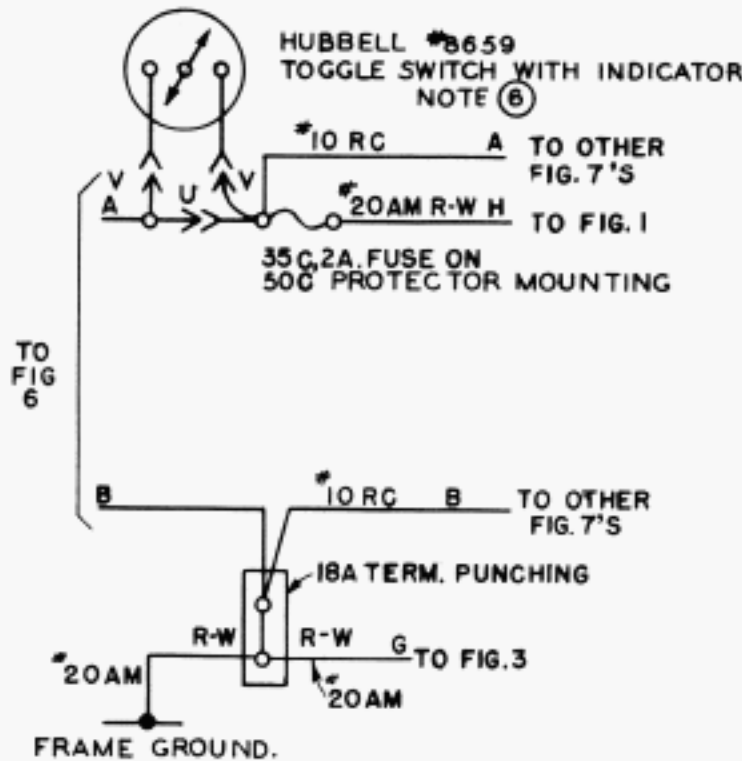 HUBBELL #8659
TOGGLE SWITCH WITH INDICATOR
NOTE 6
#10 RC A TO OTHER
FIG. 7'S
V V
A U
#20AM R-W H TO FIG. 1
35C, 2A. FUSE ON
50C PROTECTOR MOUNTING
TO
FIG
6
B
#10 RC B TO OTHER
FIG. 7'S
18A TERM. PUNCHING
R-W R-W G TO FIG. 3
#20AM #20AM
FRAME GROUND.